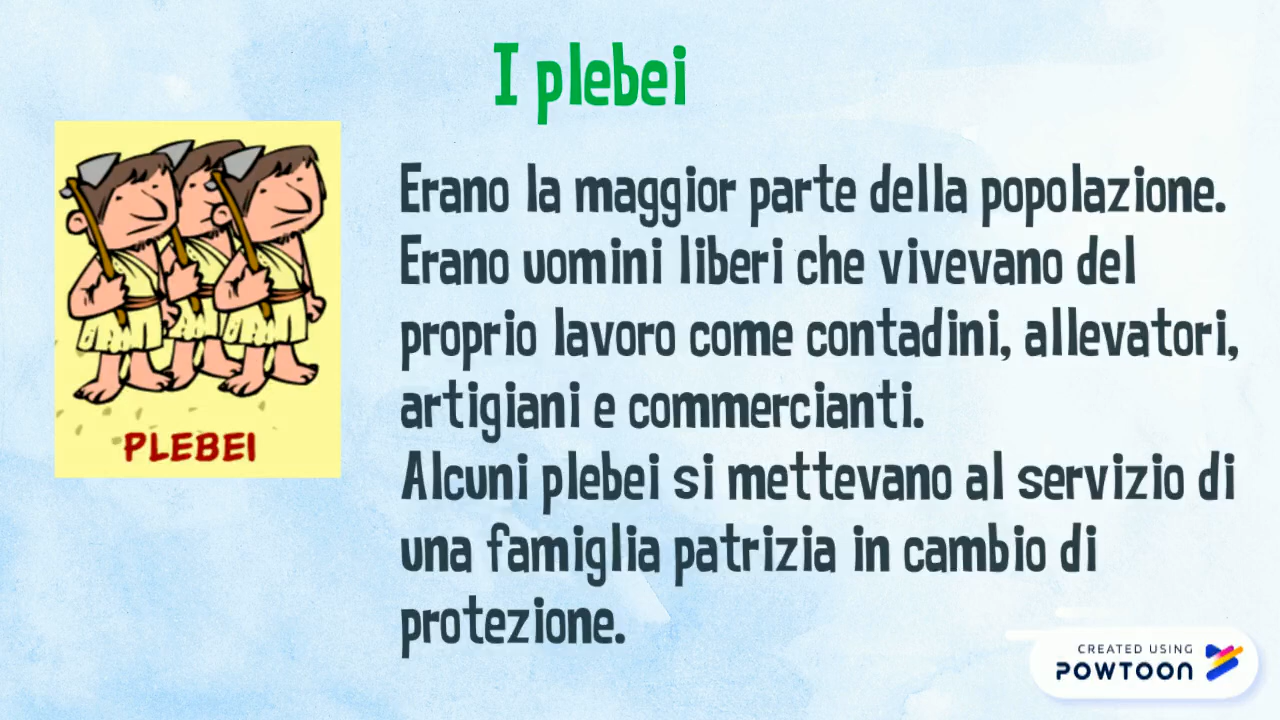 I plebei
Erano la maggior parte della popolazione.
Erano uomini liberi che vivevano del
proprio lavoro come contadini, allevatori,
artigiani e commercianti.
Alcuni plebei si mettevano al servizio di
una famiglia patrizia in cambio di
protezione.
PLEBEI
CREATED USING
POWTOON